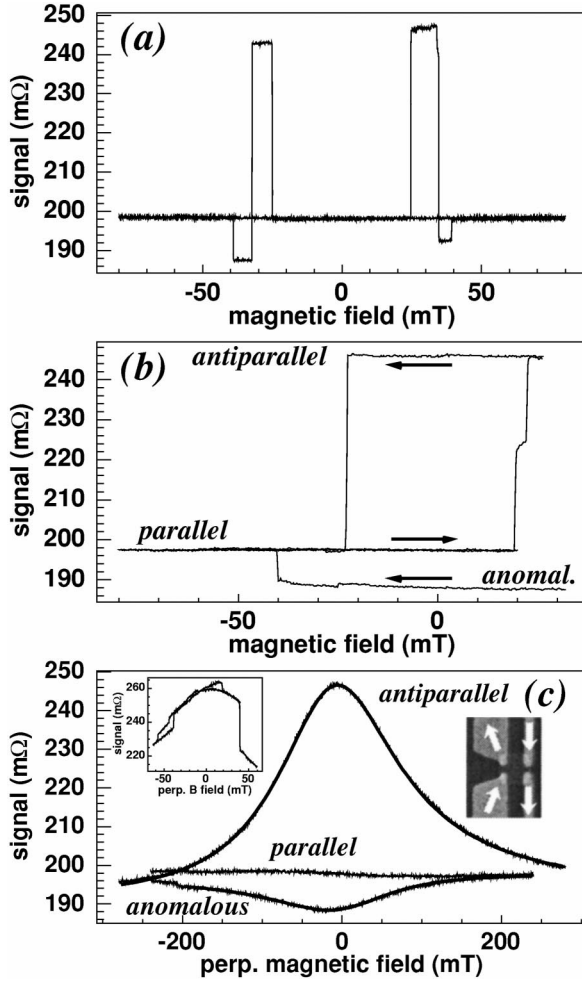 250
(a)
240
230
220
210
200
190
signal (mΩ)
-50
0
50
magnetic field (mT)
antiparallel
(b)
240
230
220
210
200
190
signal (mΩ)
parallel
anomal.
-50
0
magnetic field (mT)
250
antiparallel (c)
240
230
220
210
200
190
signal (mΩ)
260
240
220
signal (mΩ)
-50
0
50
perp. B field (mT)
parallel
anomalous
-200
0
200
perp. magnetic field (mT)